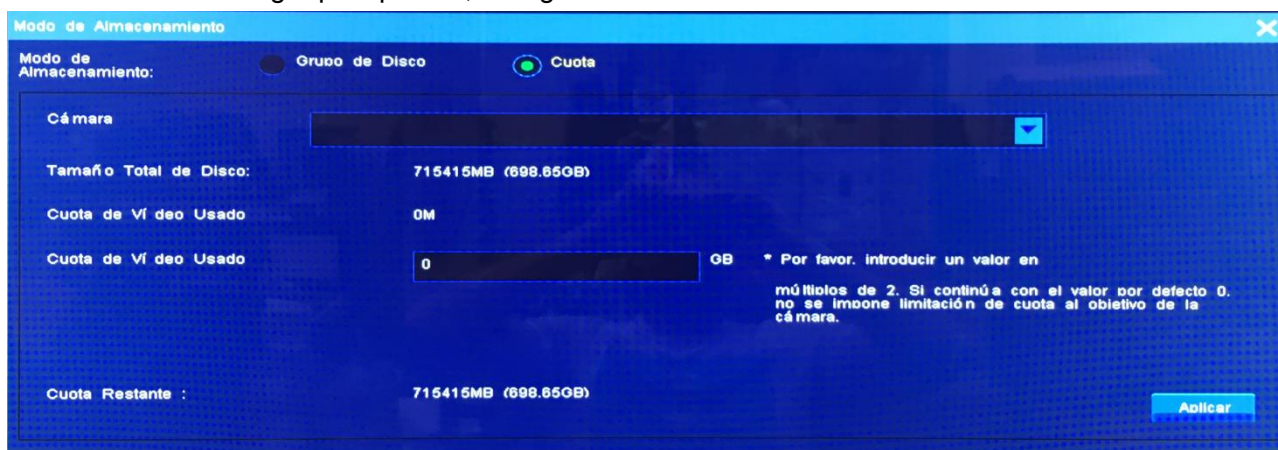 Modo de Almacenamiento
Modo de
Almacenamiento:
Grupo de Disco
Cuota
Cámara
Tamaño Total de Disco: 715415MB (698.65GB)
Cuota de Vídeo Usado 0M
Cuota de Vídeo Usado 0 GB * Por favor. introducir un valor en
múltiplos de 2. Si continúa con el valor por defecto 0.
no se impone limitación de cuota al objetivo de la
cámara.
Cuota Restante : 715415MB (698.65GB)
Aplicar